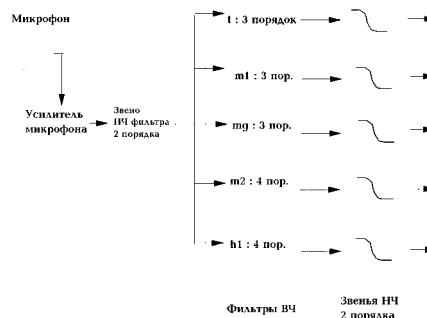 Микрофон
t : 3 порядок
m1 : 3 пор.
Усилитель
микрофона
Звено
НЧ фильтра
2 порядка
mg : 3 пор.
m2 : 4 пор.
h1 : 4 пор.
Фильтры ВЧ
Звенья НЧ
2 порядка